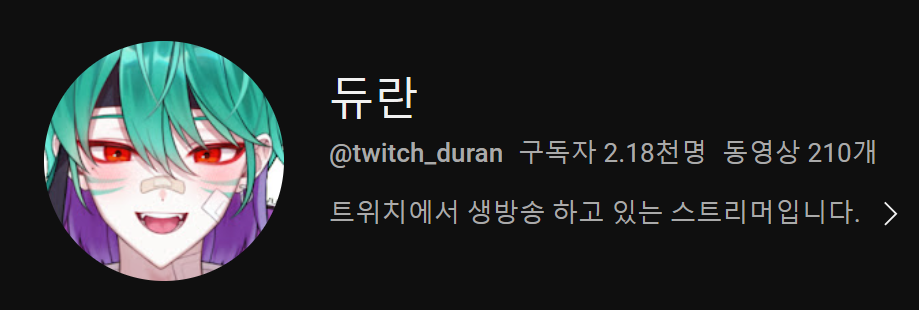 듀란
@twitch_duran 구독자 2.18천명 동영상 210개
트위치에서 생방송 하고 있는 스트리머입니다.